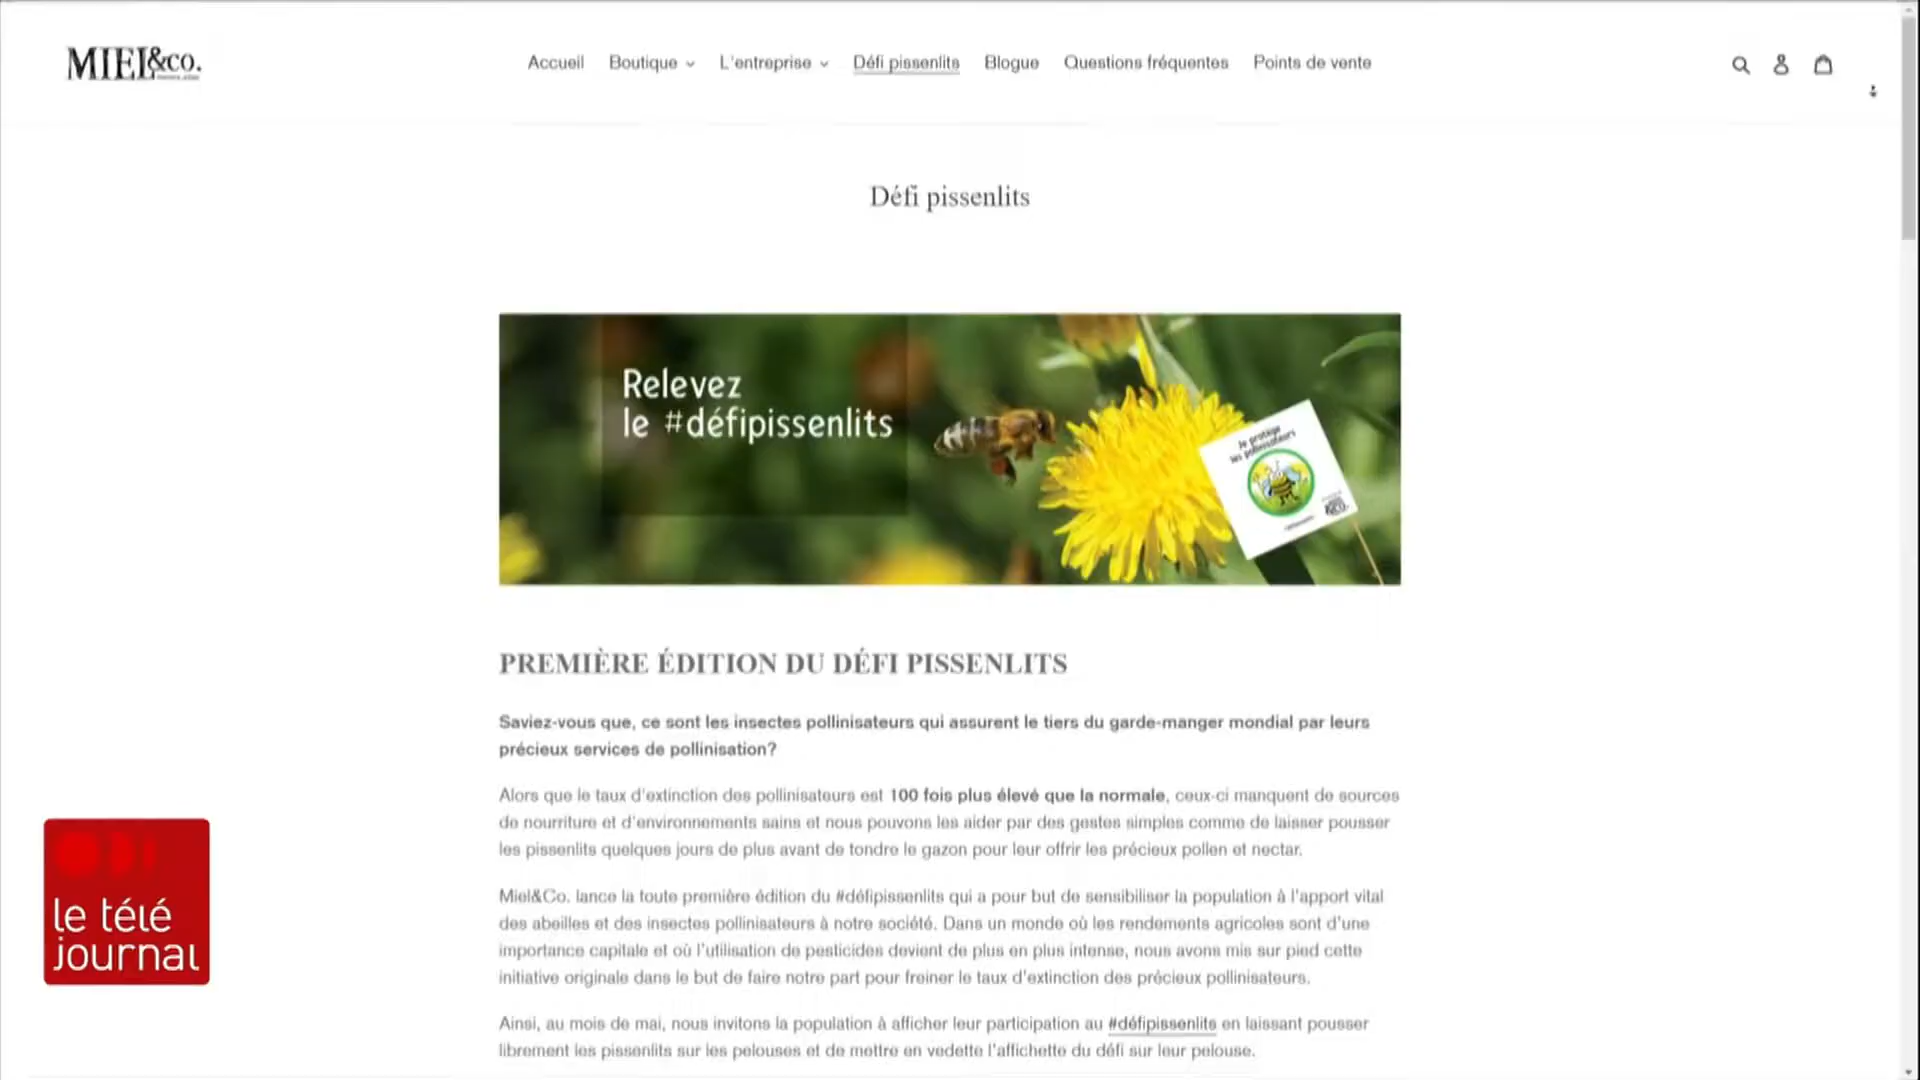 MIEL&CO.
Accueil Boutique L'entreprise Défi pissenlits Blogue Questions fréquentes Points de vente
Défi pissenlits
Relevez
le #défipissenlits
Je protège
les pollinisateurs
PREMIÈRE ÉDITION DU DÉFI PISSENLITS
Saviez-vous que, ce sont les insectes pollinisateurs qui assurent le tiers du garde-manger mondial par leurs
précieux services de pollinisation?
Alors que le taux d'extinction des pollinisateurs est 100 fois plus élevé que la normale, ceux-ci manquent de sources
de nourriture et d'environnements sains et nous pouvons les aider par des gestes simples comme de laisser pousser
les pissenlits quelques jours de plus avant de tondre le gazon pour leur offrir les précieux pollen et nectar.
Miel&Co. lance la toute première édition du #défipissenlits qui a pour but de sensibiliser la population à l'apport vital
des abeilles et des insectes pollinisateurs à notre société. Dans un monde où les rendements agricoles sont d'une
importance capitale et où l'utilisation de pesticides devient de plus en plus intense, nous avons mis sur pied cette
initiative originale dans le but de faire notre part pour freiner le taux d'extinction des précieux pollinisateurs.
Ainsi, au mois de mai, nous invitons la population à afficher leur participation au #défipissenlits en laissant pousser
librement les pissenlits sur les pelouses et de mettre en vedette l'affichette du défi sur leur pelouse.
le télé
journal